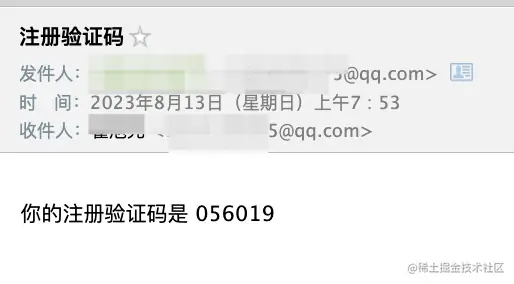 注册验证码
发件人： 5@qq.com>
时 间：2023年8月13日（星期日）上午7：53
收件人： < 5@qq.com>
你的注册验证码是 056019
@稀土掘金技术社区